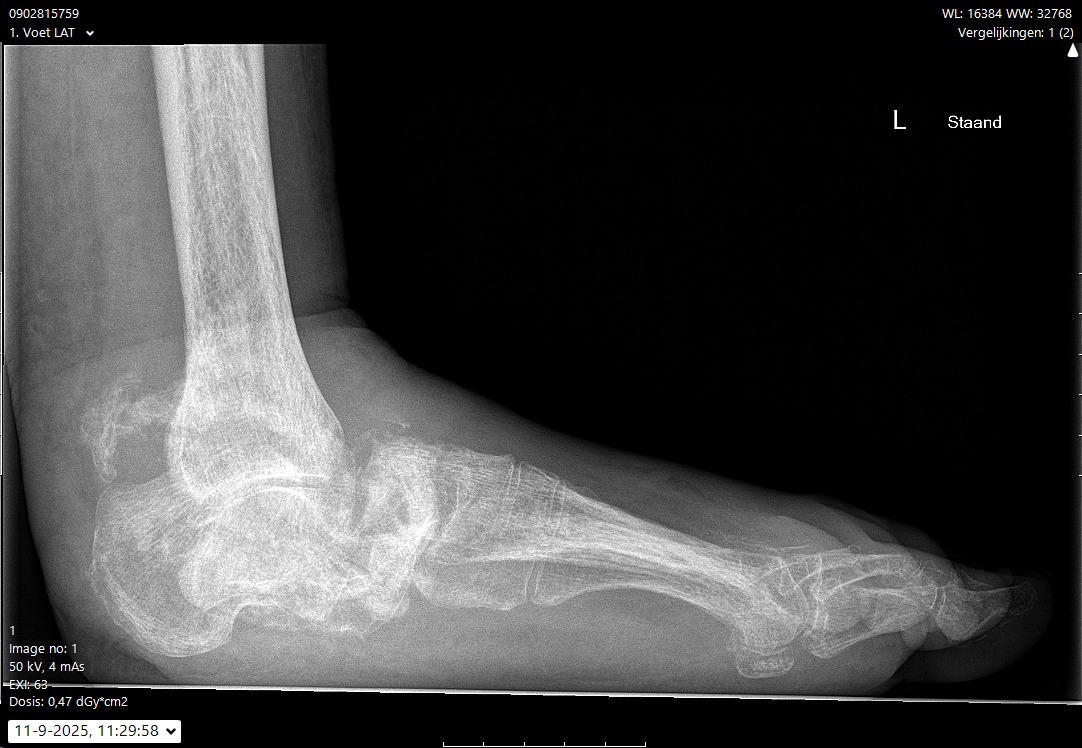 0902815759
WL: 16384 WW: 32768
1. Voet LAT
Vergelijkingen: 1 (2)
L
Staand
1
Image no: 1
50 kV, 4 mAs
EXI: 63
Dosis: 0,47 dGy*cm2
11-9-2025, 11:29:58